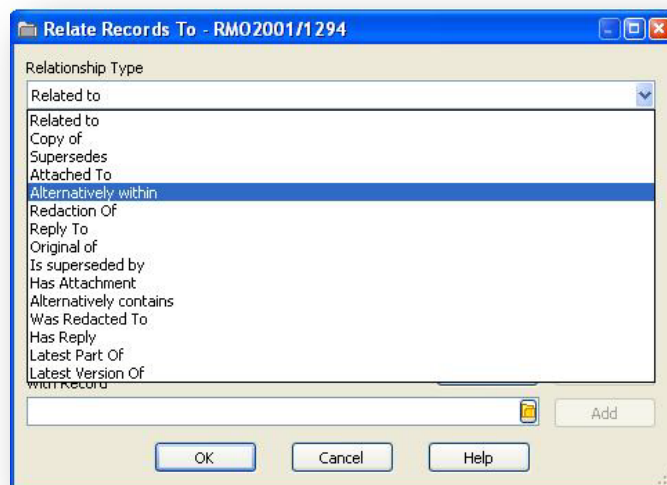 Relate Records To - RMO2001/1294
Relationship Type
Related to
Related to
Copy of
Supersedes
Attached To
Alternatively within
Redaction Of
Reply To
Original of
Is superseded by
Has Attachment
Alternatively contains
Was Redacted To
Has Reply
Latest Part Of
Latest Version Of
with Record
Add
OK
Cancel
Help